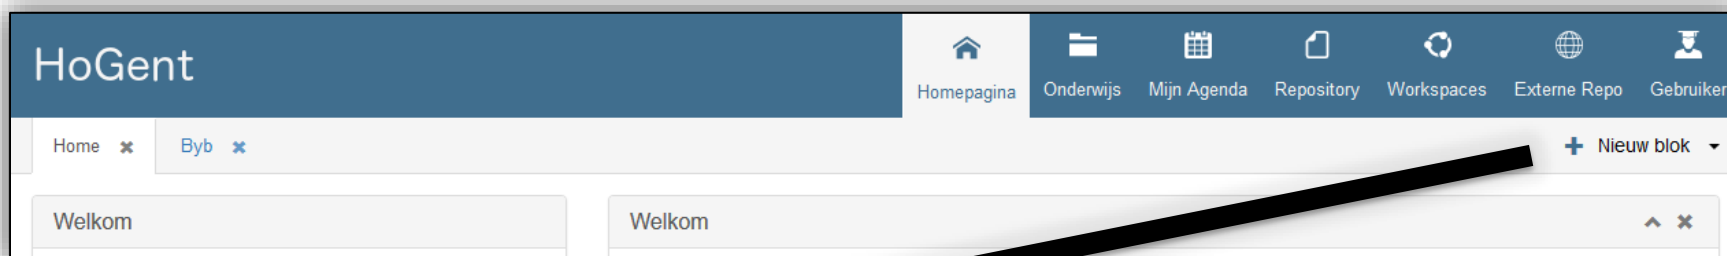 HoGent
Homepagina Onderwijs Mijn Agenda Repository Workspaces Externe Repo Gebruiker
Home Byb Nieuw blok
Welkom Welkom